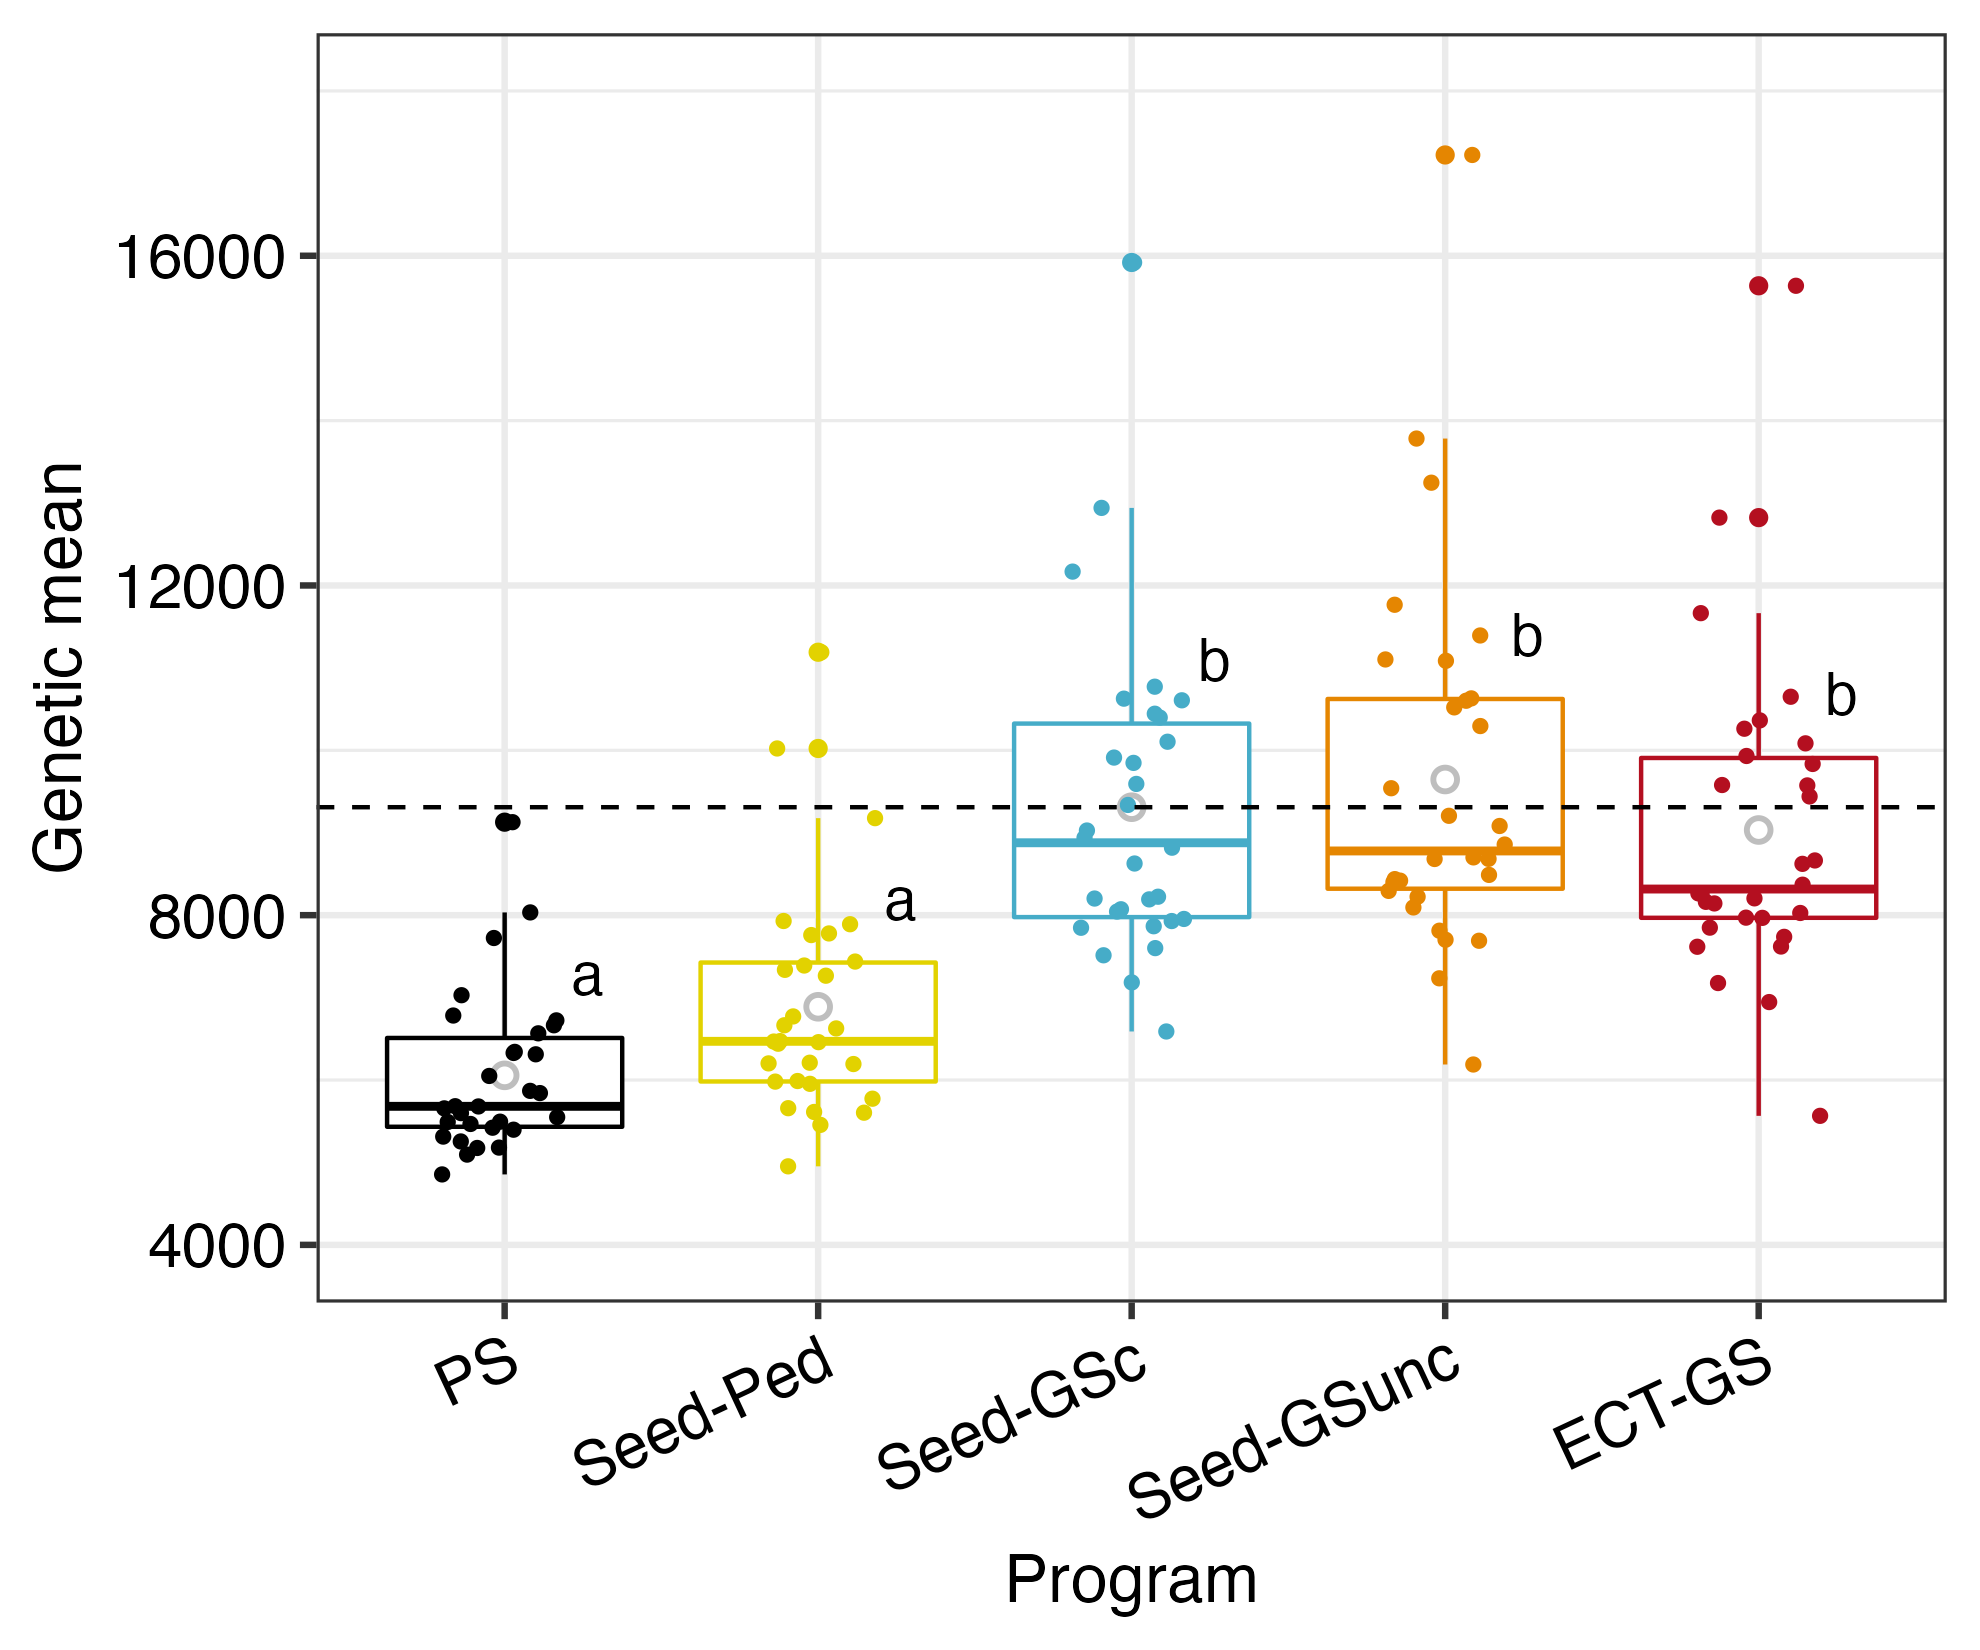 Genetic mean
16000
12000
8000
4000
a
a
b
b
b
PS
Seed-Ped
Seed-GSc
Seed-GSunc
ECT-GS
Program